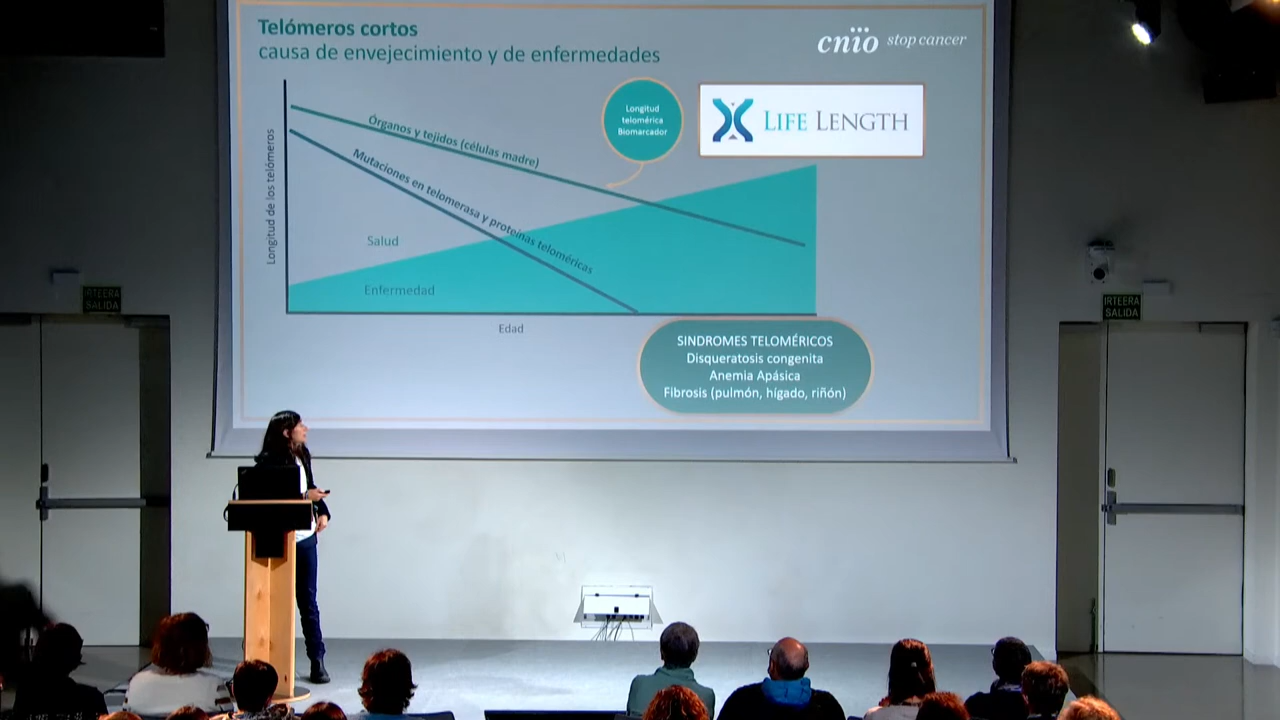 Telómeros cortos
causa de envejecimiento y de enfermedades
cnio stop cancer
Longitud
telomérica
Biomarcador
LIFE LENGTH
Órganos y tejidos (células madre)
Mutaciones en telomerasa y proteínas teloméricas
Longitud de los telómeros
Salud
Enfermedad
Edad
SINDROMES TELOMÉRICOS
Disqueratosis congenita
Anemia Apásica
Fibrosis (pulmón, hígado, riñón)
IRTEERA
SALIDA
IRTEERA
SALIDA